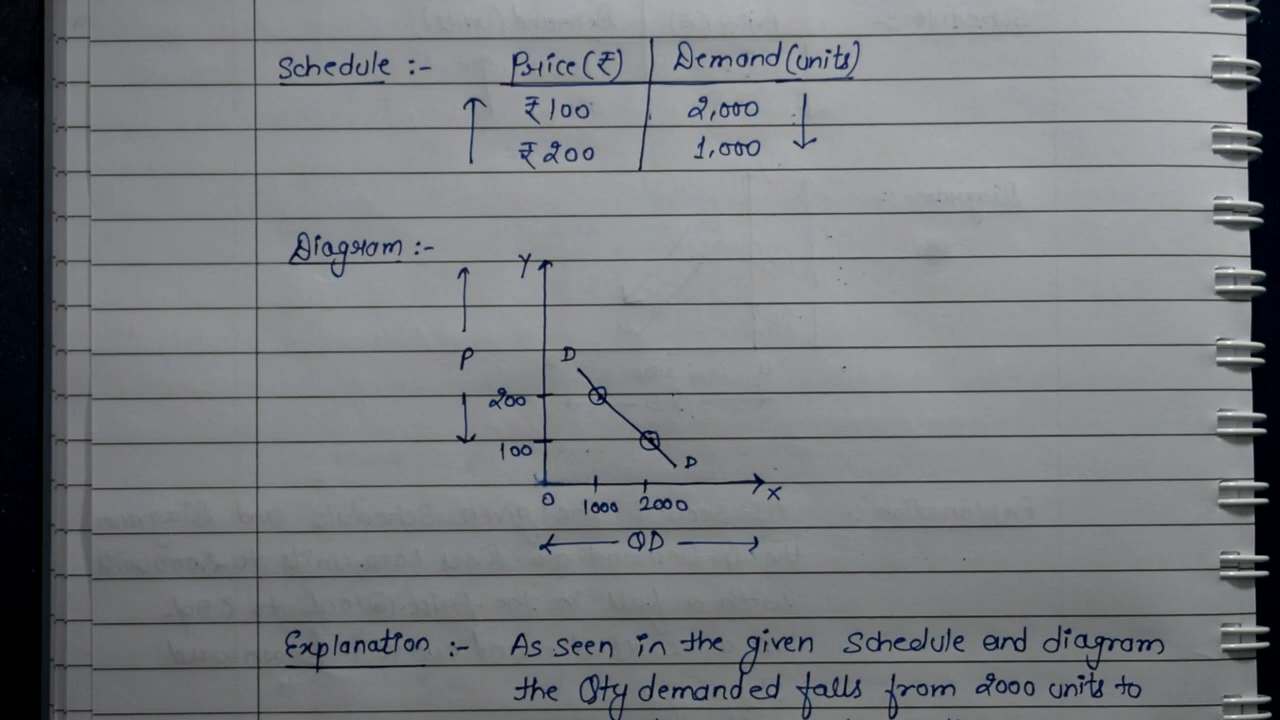 Schedule :- Price (₹) Demand (units)
₹100 2,000
₹200 1,000
Diagram :-
Y
P
D
200
100
D
0 1000 2000 X
QD
Explanation :- As seen in the given schedule and diagram
the Qty demanded falls from 2000 units to